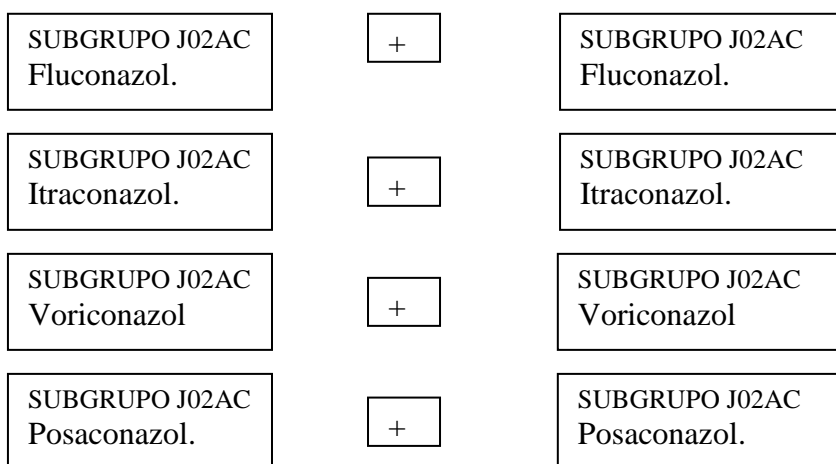 SUBGRUPO J02AC
Fluconazol.
+
SUBGRUPO J02AC
Fluconazol.
SUBGRUPO J02AC
Itraconazol.
+
SUBGRUPO J02AC
Itraconazol.
SUBGRUPO J02AC
Voriconazol
+
SUBGRUPO J02AC
Voriconazol
SUBGRUPO J02AC
Posaconazol.
+
SUBGRUPO J02AC
Posaconazol.